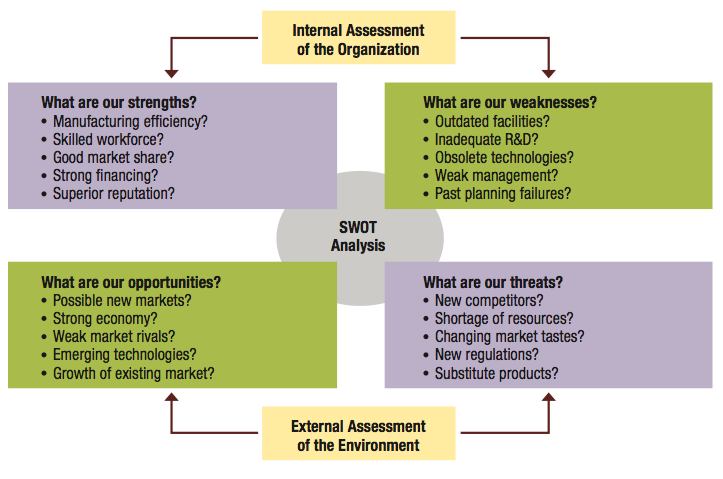 Internal Assessment
of the Organization
What are our strengths?
• Manufacturing efficiency?
• Skilled workforce?
• Good market share?
• Strong financing?
• Superior reputation?
What are our weaknesses?
• Outdated facilities?
• Inadequate R&D?
• Obsolete technologies?
• Weak management?
• Past planning failures?
SWOT
Analysis
What are our opportunities?
• Possible new markets?
• Strong economy?
• Weak market rivals?
• Emerging technologies?
• Growth of existing market?
What are our threats?
• New competitors?
• Shortage of resources?
• Changing market tastes?
• New regulations?
• Substitute products?
External Assessment
of the Environment